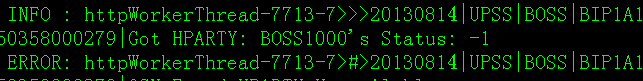 INFO : httpWorkerThread-7713-7>>>20130814|UPSS|BOSS|BIP1A1
50358000279|Got HPARTY: BOSS1000's Status: -1
ERROR: httpWorkerThread-7713-7>#>20130814|UPSS|BOSS|BIP1A1